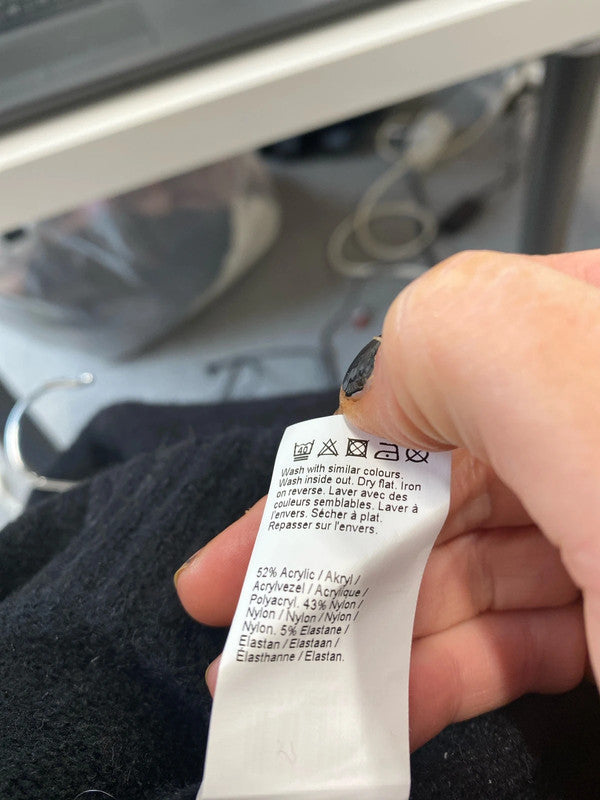 40
Wash with similar colours.
Wash inside out. Dry flat. Iron
on reverse. Laver avec des
couleurs semblables. Laver à
l'envers. Sécher à plat.
Repasser sur l'envers.
52% Acrylic / Akryl /
Acrylvezel / Acrylique /
Polyacryl. 43% Nylon /
Nylon / Nylon / Nylon /
Nylon. 5% Elastane /
Elastan / Elastaan /
Élasthanne / Elastan.